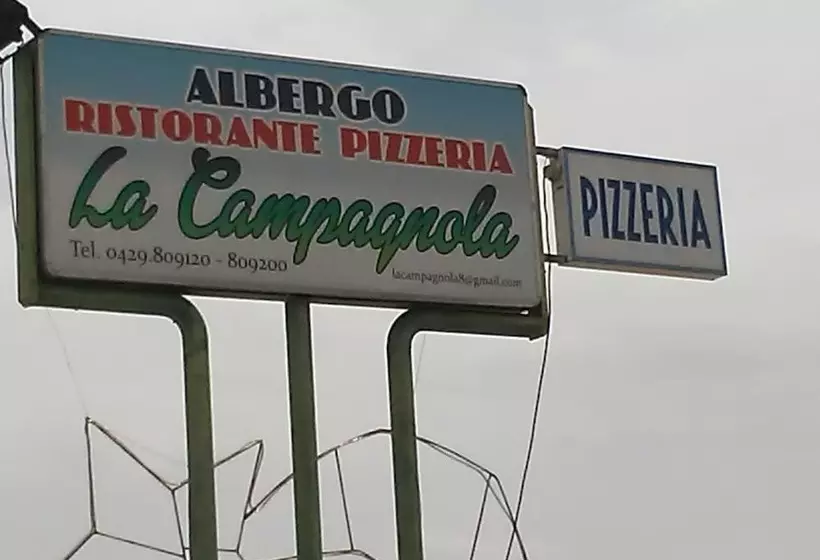 ALBERGO
RISTORANTE PIZZERIA
La Campagnola
Tel. 0429.809120 - 809200
lacampagnola8@gmail.com
PIZZERIA